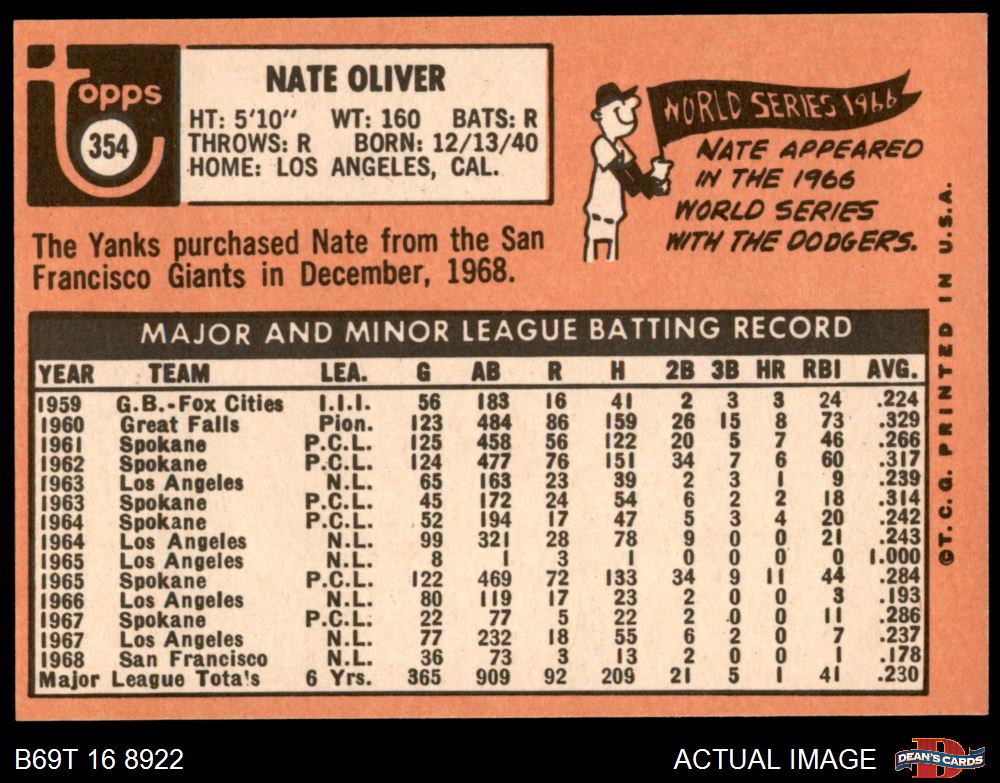 Topps
354
NATE OLIVER
HT: 5'10" WT: 160 BATS: R
THROWS: R BORN: 12/13/40
HOME: LOS ANGELES, CAL.
The Yanks purchased Nate from the San
Francisco Giants in December, 1968.
WORLD SERIES 1966
NATE APPEARED
IN THE 1966
WORLD SERIES
WITH THE DODGERS.
MAJOR AND MINOR LEAGUE BATTING RECORD
YEAR TEAM LEA. G AB R H 2B 3B HR RBI AVG.
1959 G.B.-Fox Cities I.I.I. 56 183 16 41 2 3 3 24 .224
1960 Great Falls Pion. 123 484 86 159 26 15 8 73 .329
1961 Spokane P.C.L. 125 458 56 122 20 5 7 46 .266
1962 Spokane P.C.L. 124 477 76 151 34 7 6 60 .317
1963 Los Angeles N.L. 65 163 23 39 2 3 1 9 .239
1963 Spokane P.C.L. 45 172 24 54 6 2 2 18 .314
1964 Spokane P.C.L. 52 194 17 47 5 3 4 20 .242
1964 Los Angeles N.L. 99 321 28 78 9 0 0 21 .243
1965 Los Angeles N.L. 8 1 3 1 0 0 0 0 1.000
1965 Spokane P.C.L. 122 469 72 133 34 9 11 44 .284
1966 Los Angeles N.L. 80 119 17 23 2 0 0 3 .193
1967 Spokane P.C.L. 22 77 5 22 2 0 0 11 .286
1967 Los Angeles N.L. 77 232 18 55 6 2 0 7 .237
1968 San Francisco N.L. 36 73 3 13 2 0 0 1 .178
Major League Tota's 6 Yrs. 365 909 92 209 21 5 1 41 .230
©T.C.G. PRINTED IN U.S.A.
B69T 16 8922
ACTUAL IMAGE
D
DEAN'S CARDS